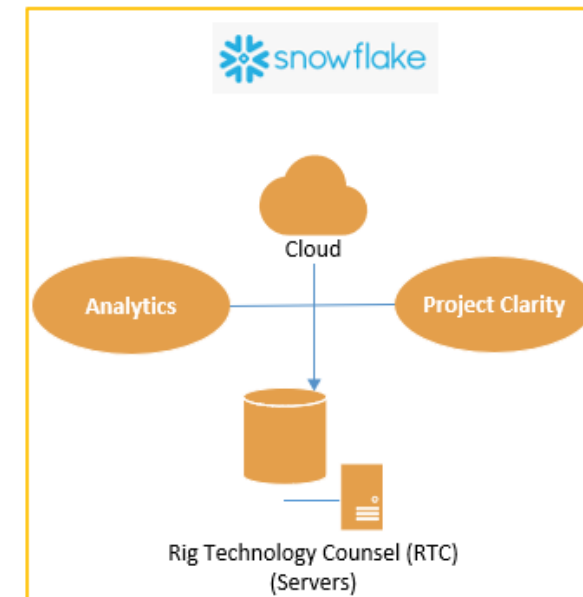 snowflake
Cloud
Analytics
Project Clarity
Rig Technology Counsel (RTC)
(Servers)